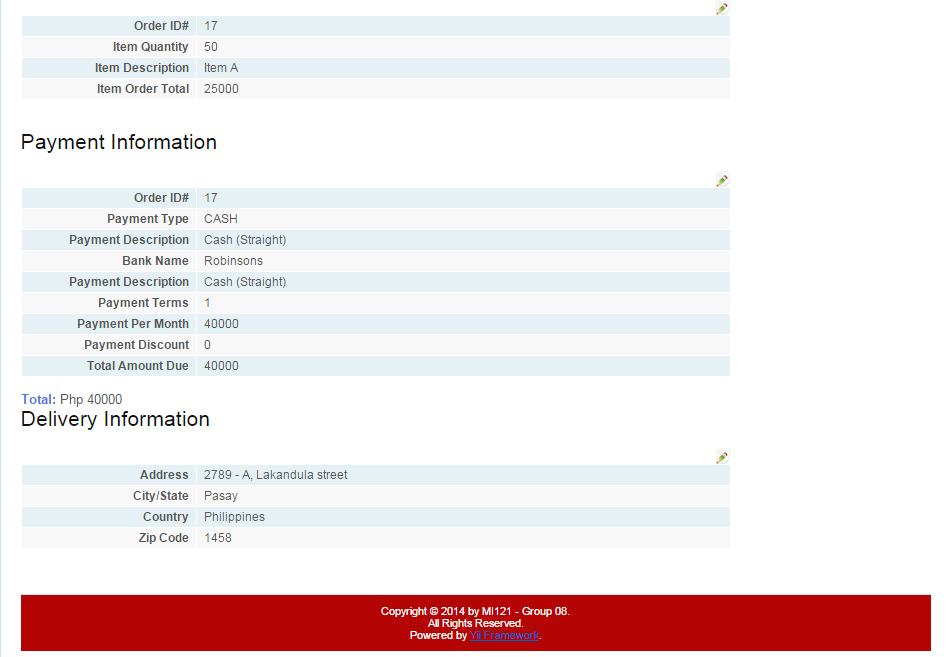 Order ID# 17
Item Quantity 50
Item Description Item A
Item Order Total 25000
Payment Information
Order ID# 17
Payment Type CASH
Payment Description Cash (Straight)
Bank Name Robinsons
Payment Description Cash (Straight)
Payment Terms 1
Payment Per Month 40000
Payment Discount 0
Total Amount Due 40000
Total: Php 40000
Delivery Information
Address 2789 - A, Lakandula street
City/State Pasay
Country Philippines
Zip Code 1458
Copyright © 2014 by MI121 - Group 08.
All Rights Reserved.
Powered by Yii Framework.